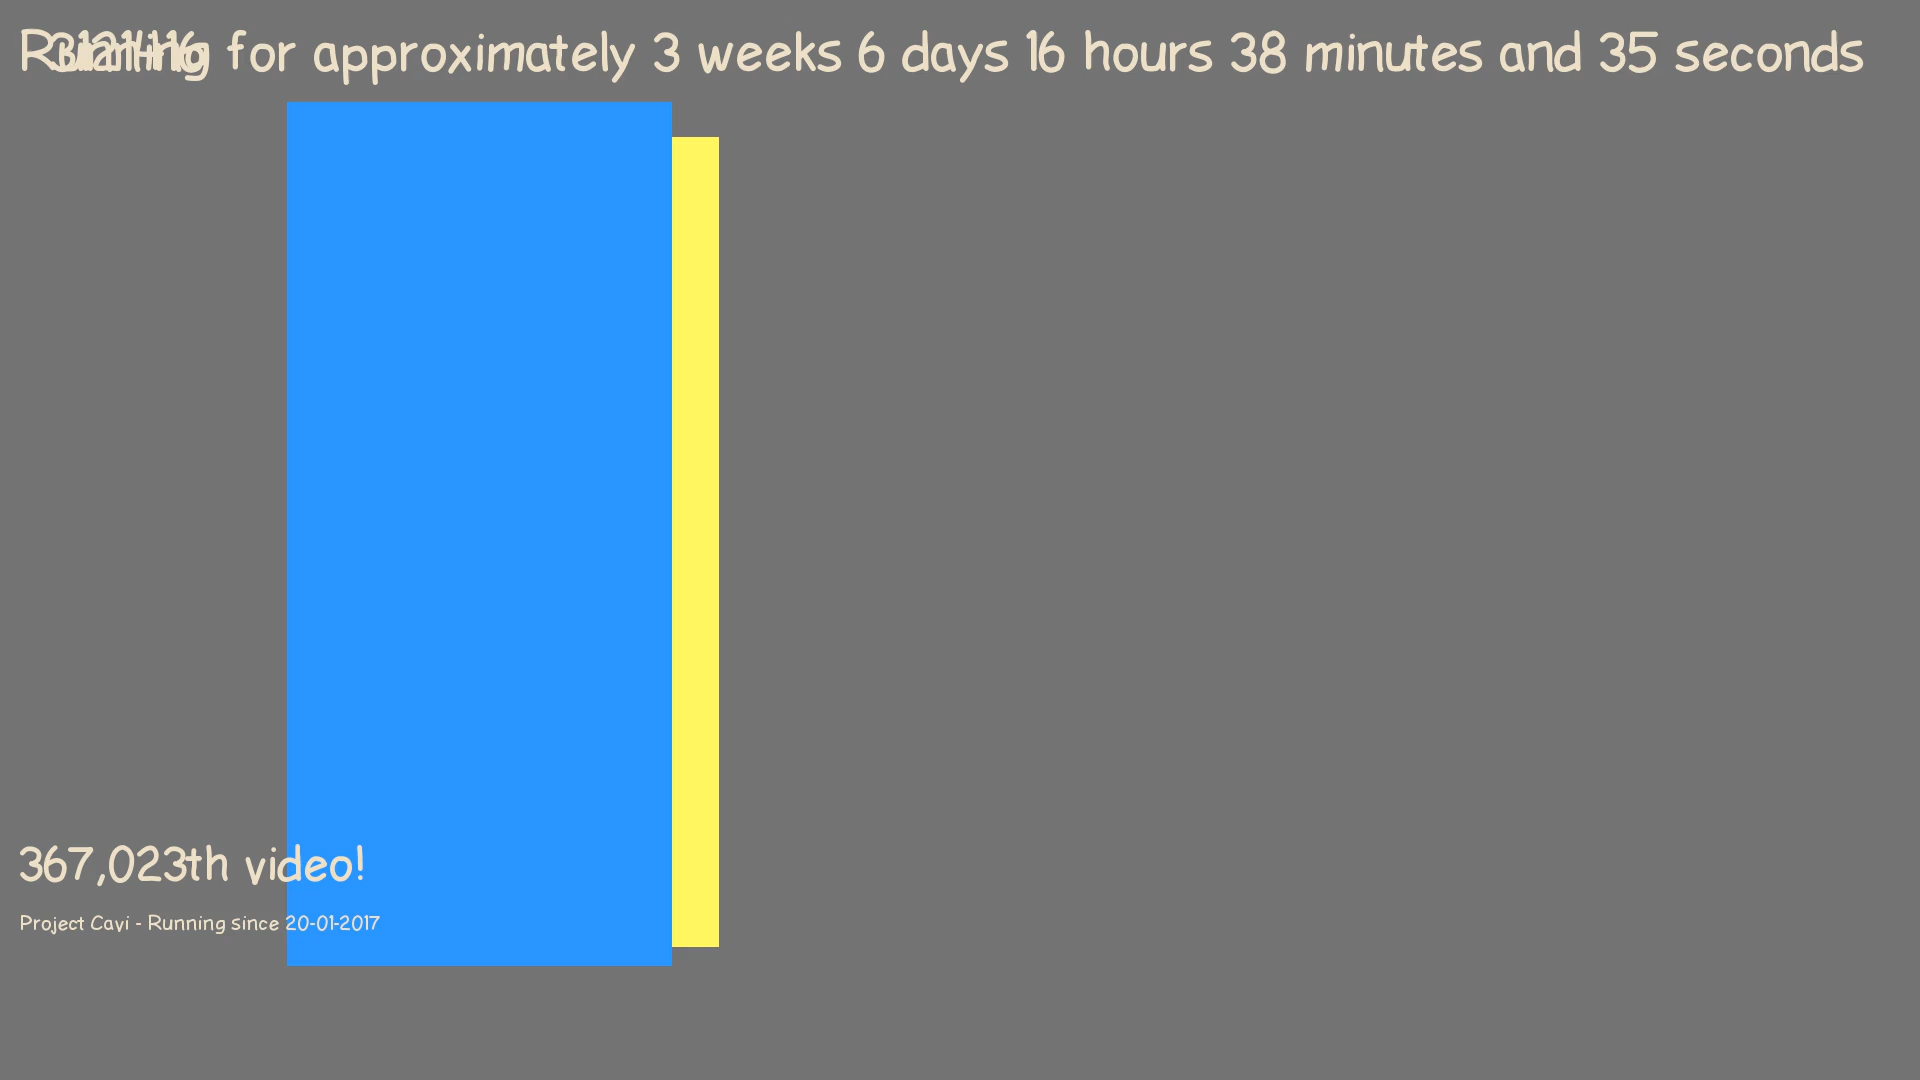 Running for approximately 3 weeks 6 days 16 hours 38 minutes and 35 seconds
367,023th video!
Project Cavi - Running since 20-01-2017